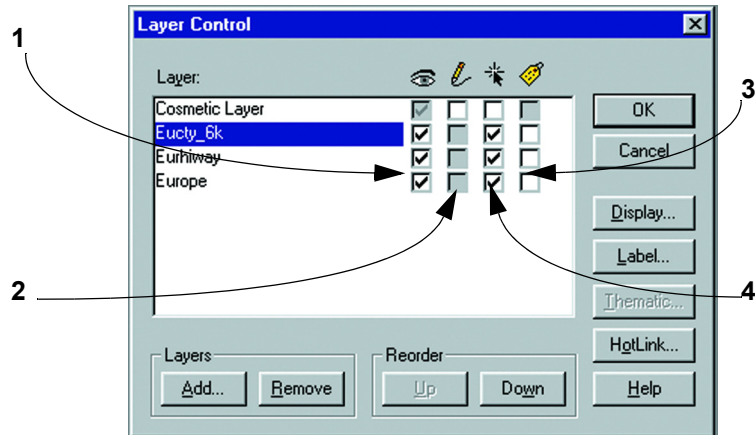 Layer Control
1
Layer:
3
Cosmetic Layer
OK
Eucty_6k
Eurhiway
Cancel
Europe
Display...
Label...
2
4
Thematic...
Layers
Reorder
HotLink...
Add...
Remove
Up
Down
Help